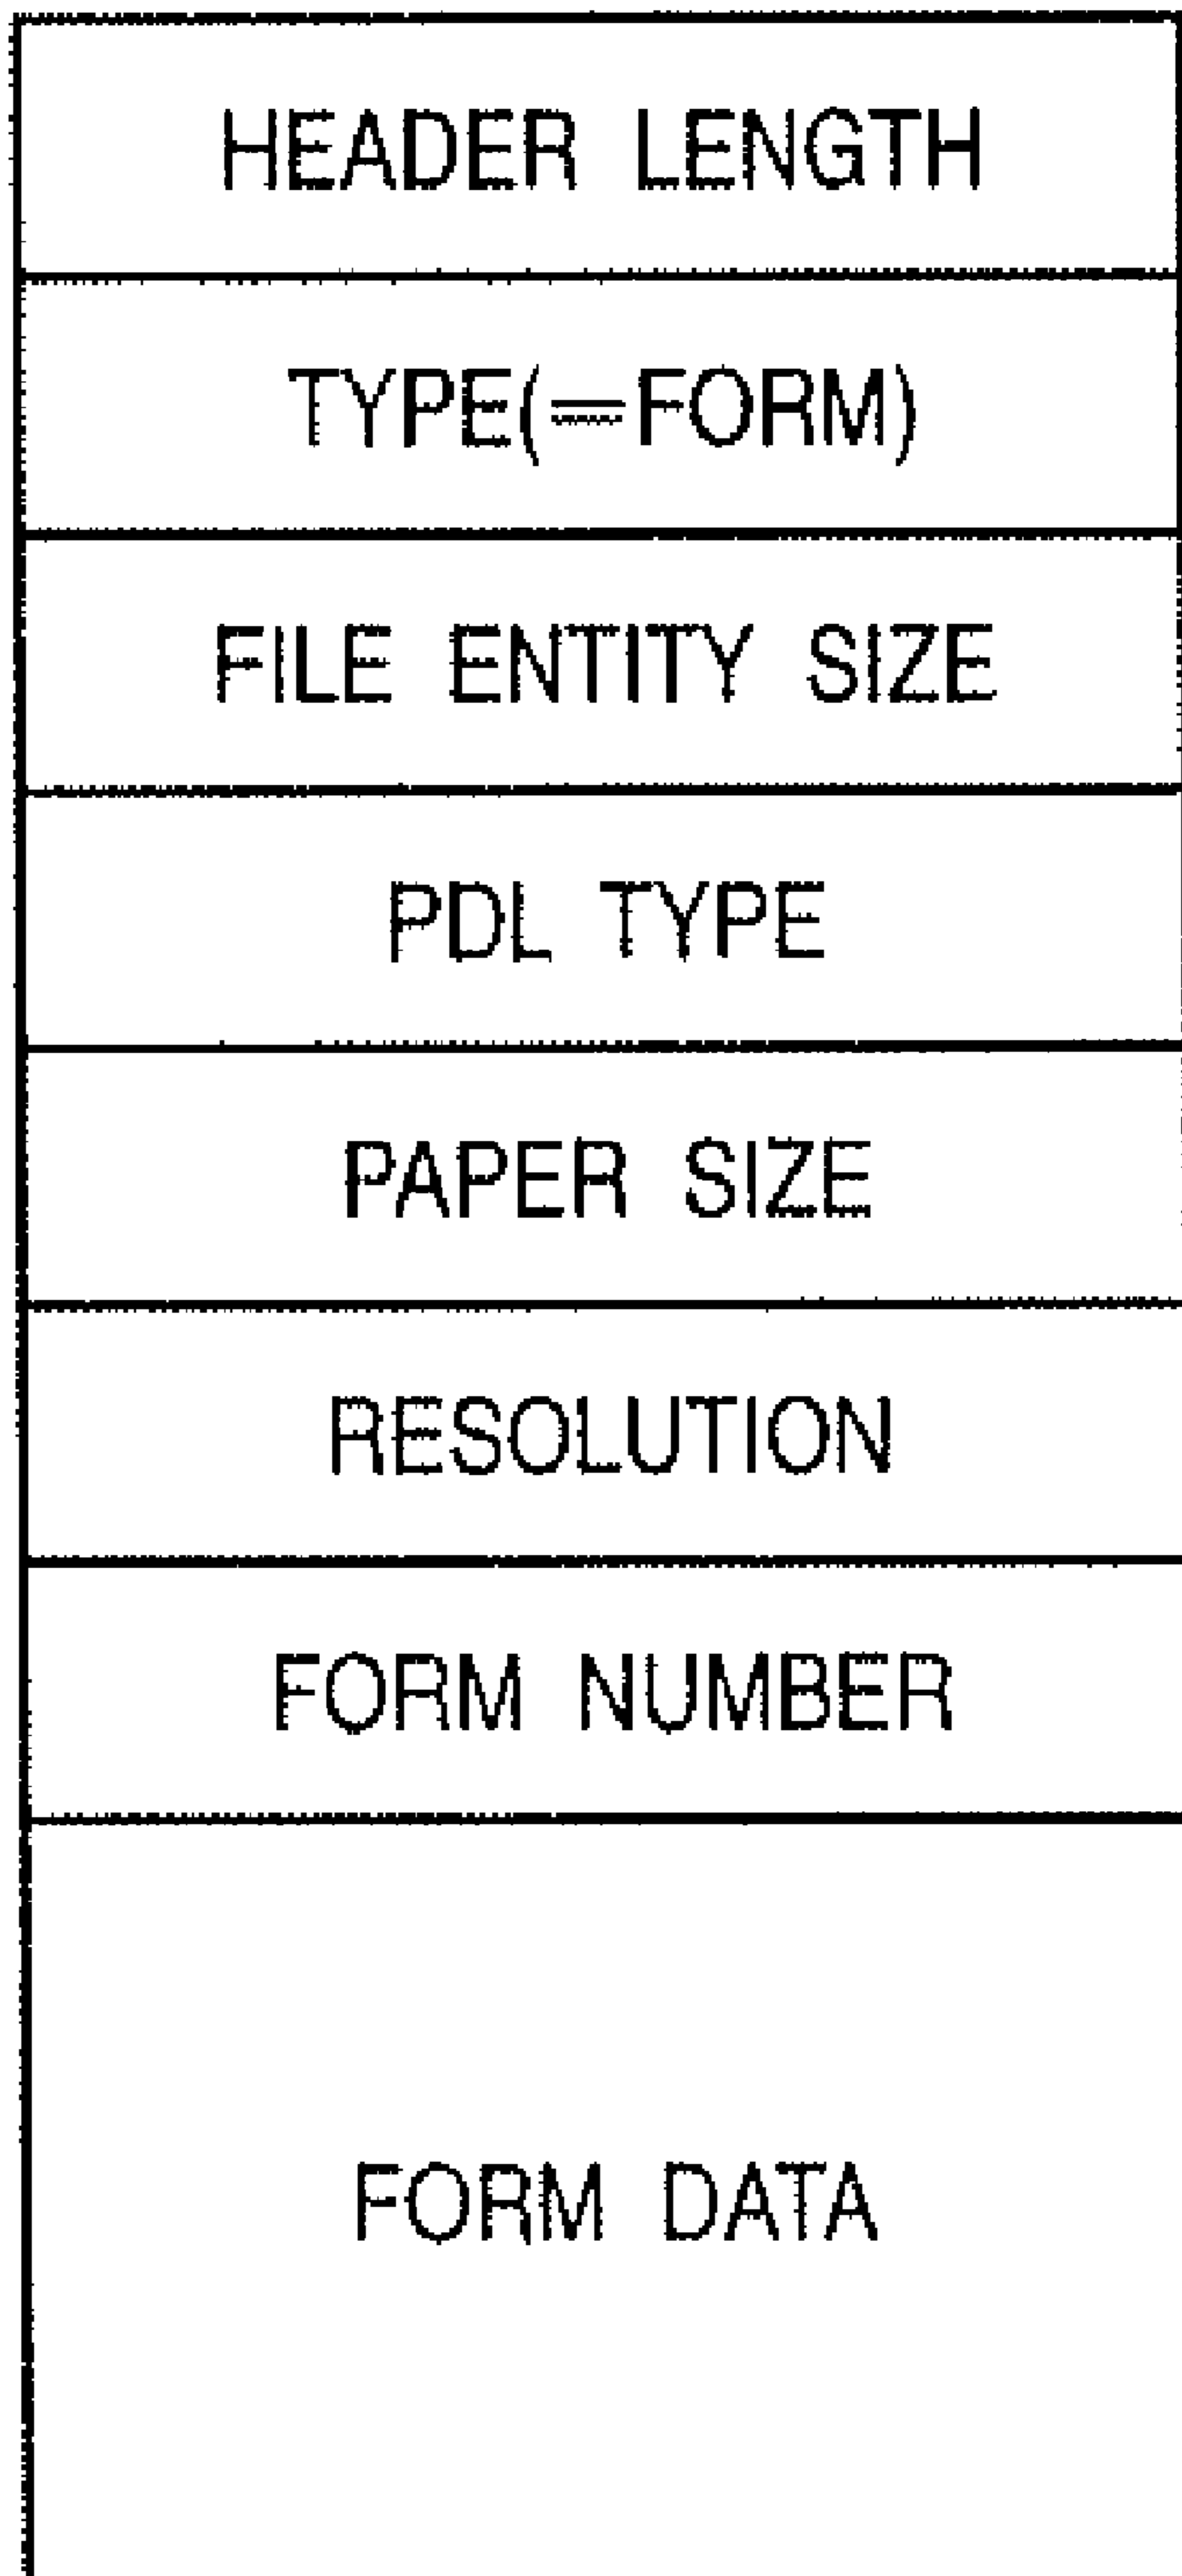 HEADER LENGTH
TYPE(=FORM)
FILE ENTITY SIZE
PDL TYPE
PAPER SIZE
RESOLUTION
FORM NUMBER
FORM DATA